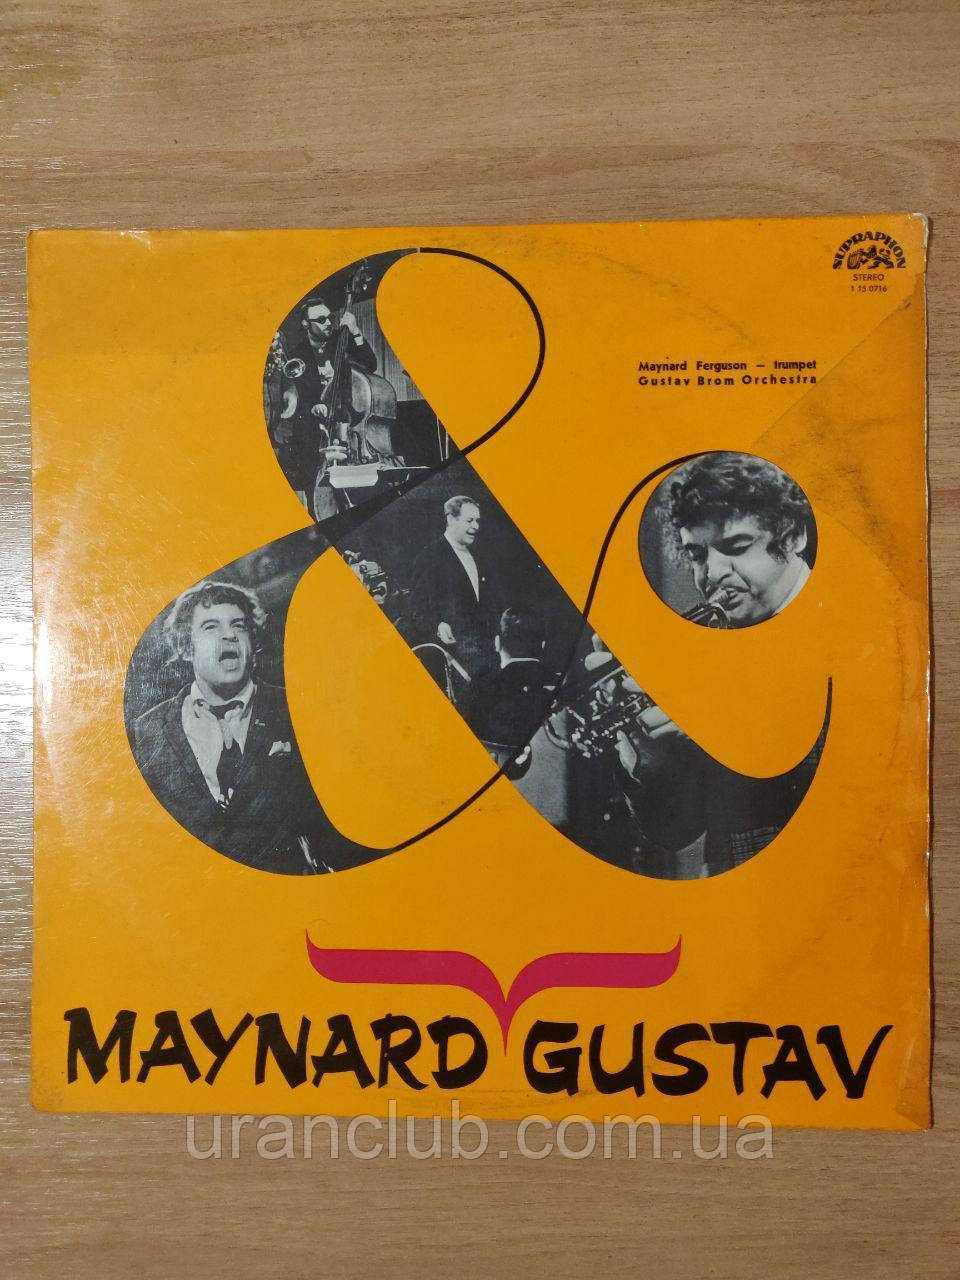 SUPRAPHON
STEREO
1 15 0716
Maynard Ferguson – trumpet
Gustav Brom Orchestra
MAYNARD GUSTAV
uranclub.com.ua